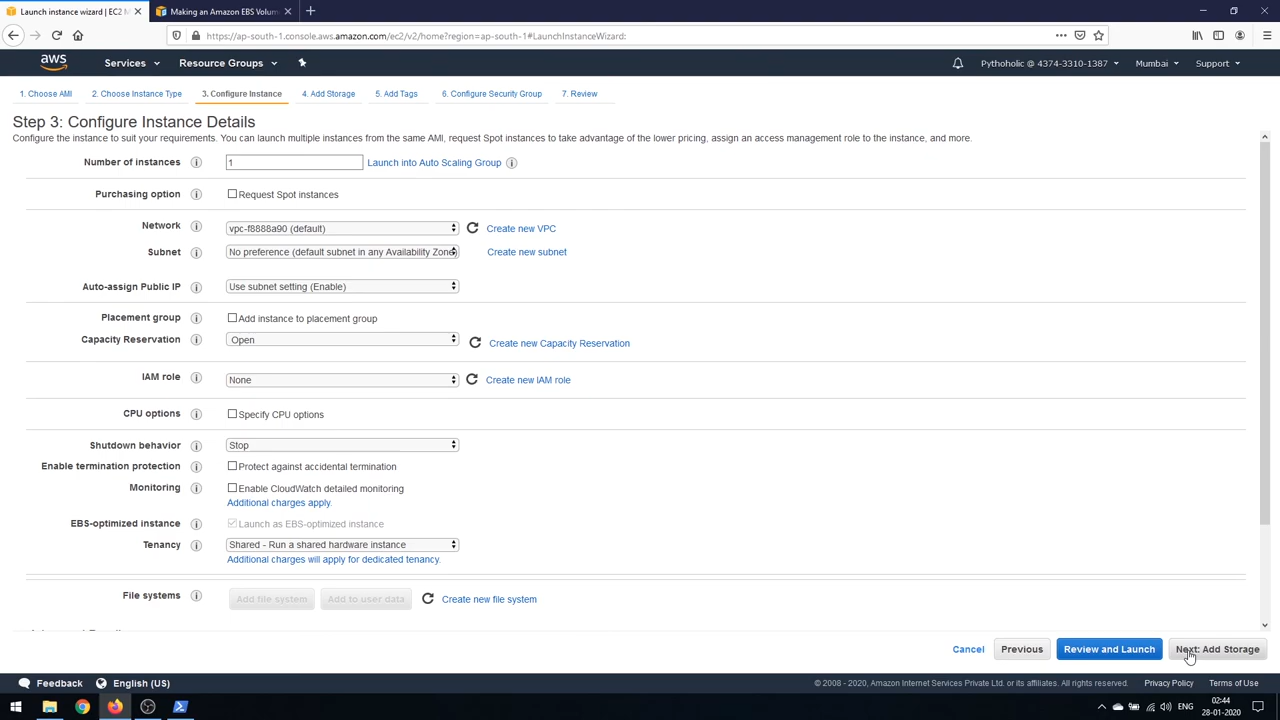 Launch instance wizard | EC2 M
Making an Amazon EBS Volum
https://ap-south-1.console.aws.amazon.com/ec2/v2/home?region=ap-south-1#LaunchInstanceWizard:
aws
Services
Resource Groups
Pythoholic @ 4374-3310-1387
Mumbai
Support
1. Choose AMI
2. Choose Instance Type
3. Configure Instance
4. Add Storage
5. Add Tags
6. Configure Security Group
7. Review
Step 3: Configure Instance Details
Configure the instance to suit your requirements. You can launch multiple instances from the same AMI, request Spot instances to take advantage of the lower pricing, assign an access management role to the instance, and more.
Number of instances
1
Launch into Auto Scaling Group
Purchasing option
Request Spot instances
Network
vpc-f8888a90 (default)
Create new VPC
Subnet
No preference (default subnet in any Availability Zone
Create new subnet
Auto-assign Public IP
Use subnet setting (Enable)
Placement group
Add instance to placement group
Capacity Reservation
Open
Create new Capacity Reservation
IAM role
None
Create new IAM role
CPU options
Specify CPU options
Shutdown behavior
Stop
Enable termination protection
Protect against accidental termination
Monitoring
Enable CloudWatch detailed monitoring
Additional charges apply.
EBS-optimized instance
Launch as EBS-optimized instance
Tenancy
Shared - Run a shared hardware instance
Additional charges will apply for dedicated tenancy.
File systems
Add file system
Add to user data
Create new file system
Cancel
Previous
Review and Launch
Next: Add Storage
Feedback
English (US)
© 2008 - 2020, Amazon Internet Services Private Ltd. or its affiliates. All rights reserved.
Privacy Policy
Terms of Use
ENG
02:44
28-01-2020